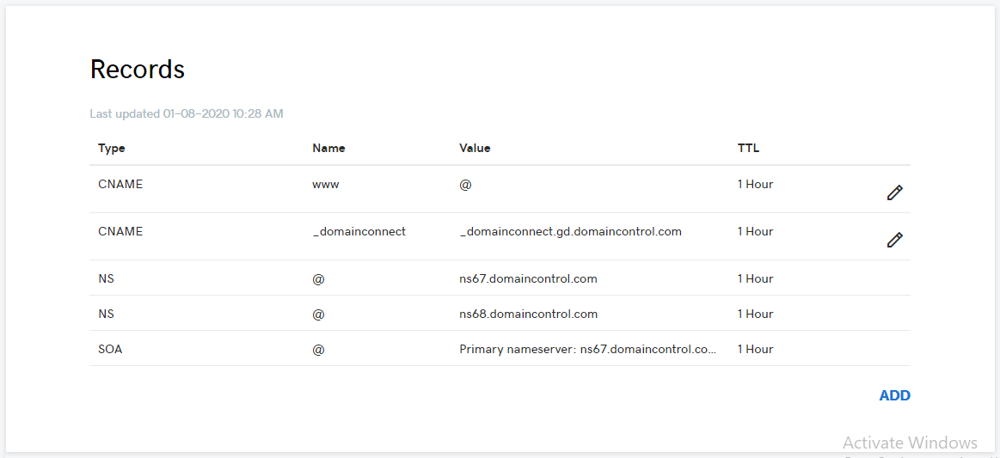 Records
Last updated 01-08-2020 10:28 AM
Type Name Value TTL
CNAME www @ 1 Hour
CNAME _domainconnect _domainconnect.gd.domaincontrol.com 1 Hour
NS @ ns67.domaincontrol.com 1 Hour
NS @ ns68.domaincontrol.com 1 Hour
SOA @ Primary nameserver: ns67.domaincontrol.co... 1 Hour
ADD
Activate Windows